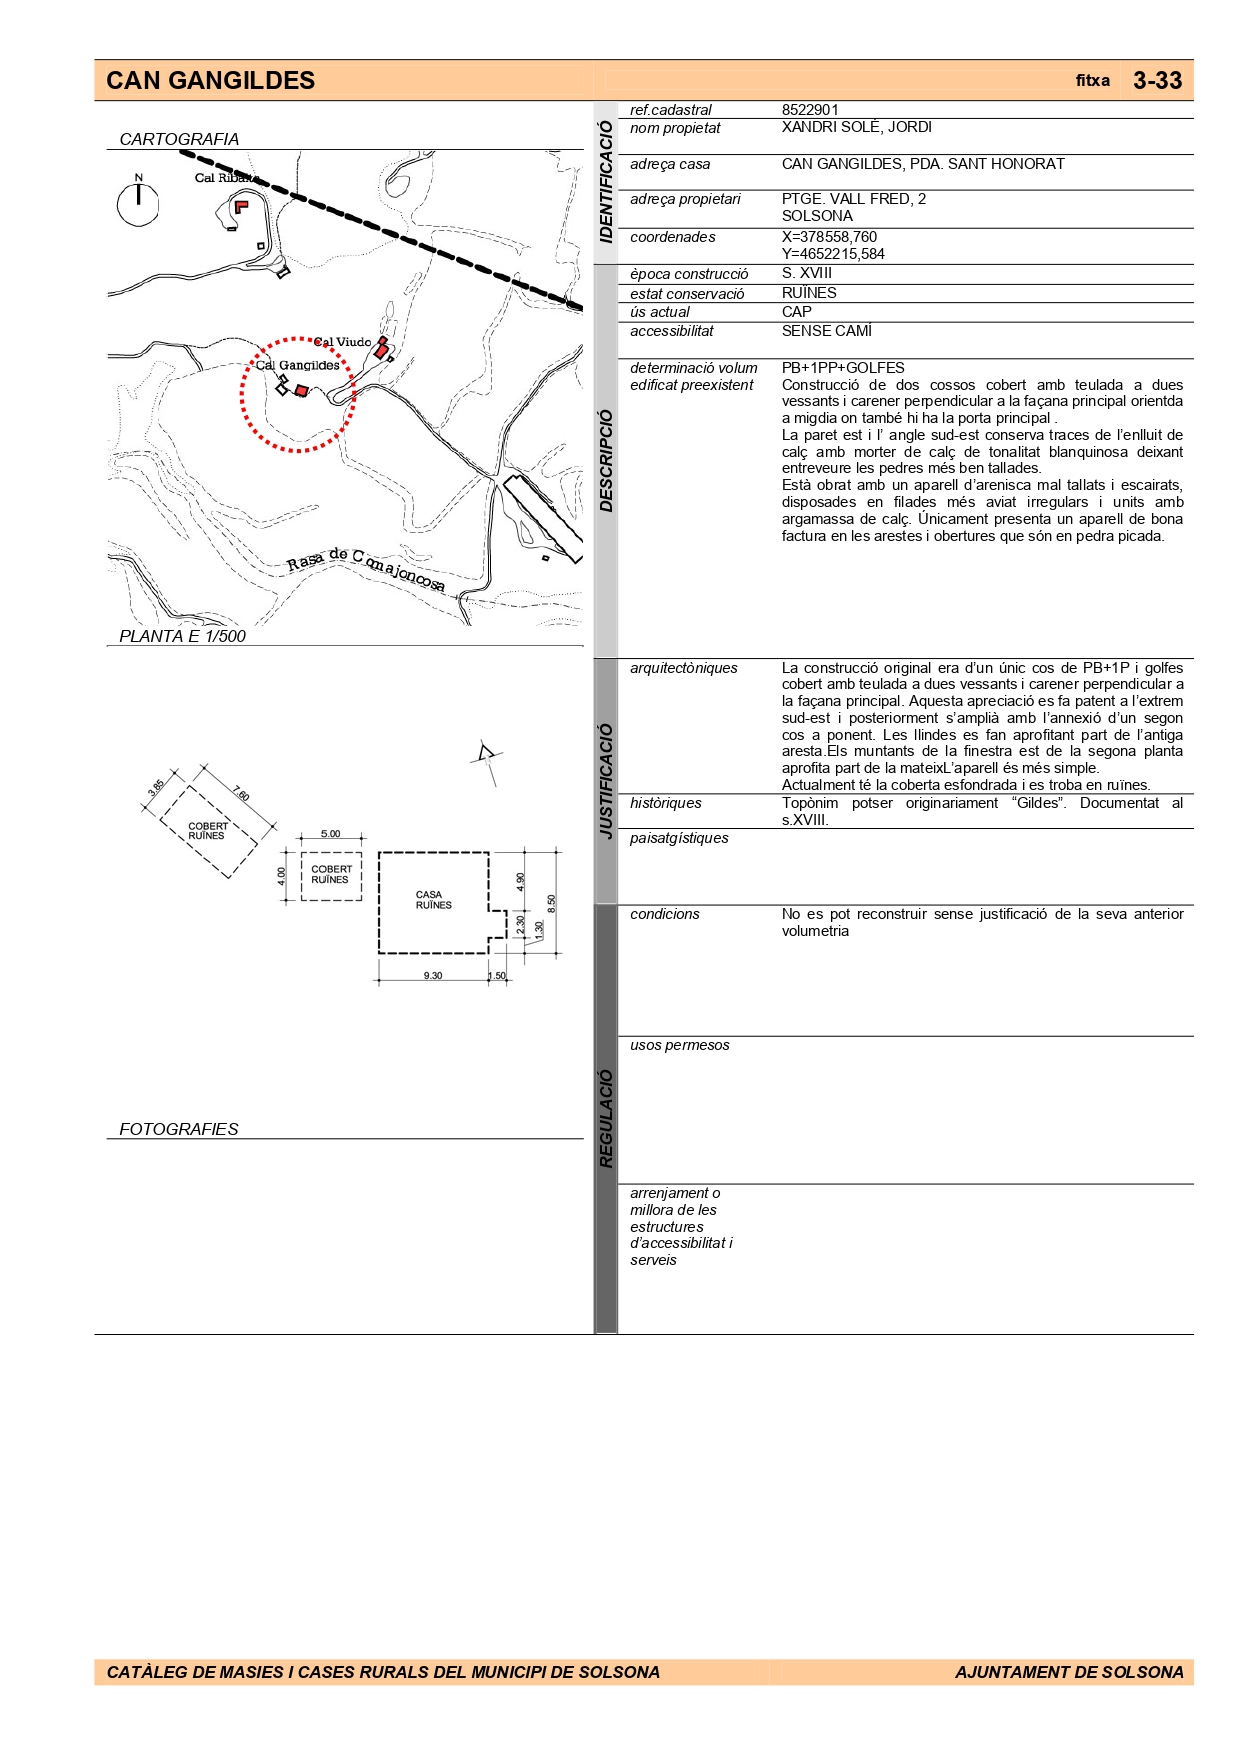 CAN GANGILDES
fitxa 3-33
CARTOGRAFIA
N
Cal Ribalta
Cal Viudo
Cal Gangildes
Rasa de Comajoncosa
PLANTA E 1/500
3.85
7.60
COBERT
RUÏNES
5.00
4.00
COBERT
RUÏNES
CASA
RUÏNES
4.90
8.50
2.30
1.30
9.30
1.50
FOTOGRAFIES
IDENTIFICACIÓ
ref.cadastral 8522901
nom propietat XANDRI SOLÉ, JORDI
adreça casa CAN GANGILDES, PDA. SANT HONORAT
adreça propietari PTGE. VALL FRED, 2
SOLSONA
coordenades X=378558,760
Y=4652215,584
DESCRIPCIÓ
època construcció S. XVIII
estat conservació RUÏNES
ús actual CAP
accessibilitat SENSE CAMÍ
determinació volum PB+1PP+GOLFES
edificat preexistent Construcció de dos cossos cobert amb teulada a dues
vessants i carener perpendicular a la façana principal orientda
a migdia on també hi ha la porta principal .
La paret est i l’ angle sud-est conserva traces de l’enlluit de
calç amb morter de calç de tonalitat blanquinosa deixant
entreveure les pedres més ben tallades.
Està obrat amb un aparell d’arenisca mal tallats i escairats,
disposades en filades més aviat irregulars i units amb
argamassa de calç. Únicament presenta un aparell de bona
factura en les arestes i obertures que són en pedra picada.
JUSTIFICACIÓ
arquitectòniques La construcció original era d’un únic cos de PB+1P i golfes
cobert amb teulada a dues vessants i carener perpendicular a
la façana principal. Aquesta apreciació es fa patent a l’extrem
sud-est i posteriorment s’amplià amb l’annexió d’un segon
cos a ponent. Les llindes es fan aprofitant part de l’antiga
aresta.Els muntants de la finestra est de la segona planta
aprofita part de la mateixL’aparell és més simple.
Actualment té la coberta esfondrada i es troba en ruïnes.
històriques Topònim potser originariament “Gildes”. Documentat al
s.XVIII.
paisatgístiques
REGULACIÓ
condicions No es pot reconstruir sense justificació de la seva anterior
volumetria
usos permesos
arrenjament o
millora de les
estructures
d’accessibilitat i
serveis
CATÀLEG DE MASIES I CASES RURALS DEL MUNICIPI DE SOLSONA AJUNTAMENT DE SOLSONA